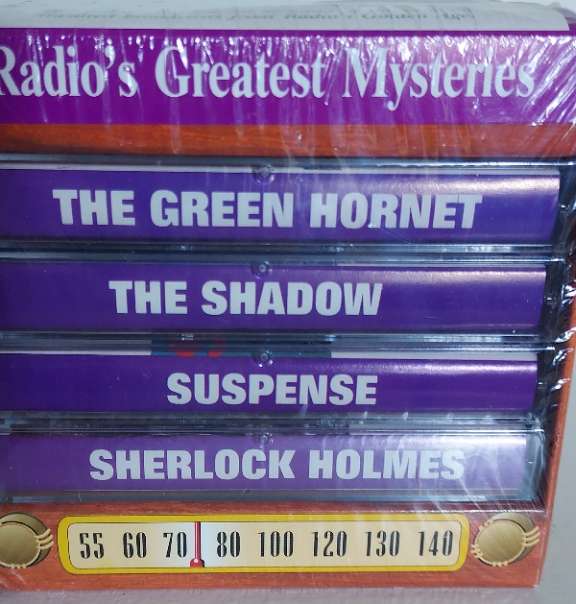 Radio's Greatest Mysteries
THE GREEN HORNET
THE SHADOW
SUSPENSE
SHERLOCK HOLMES
55 60 70 80 100 120 130 140